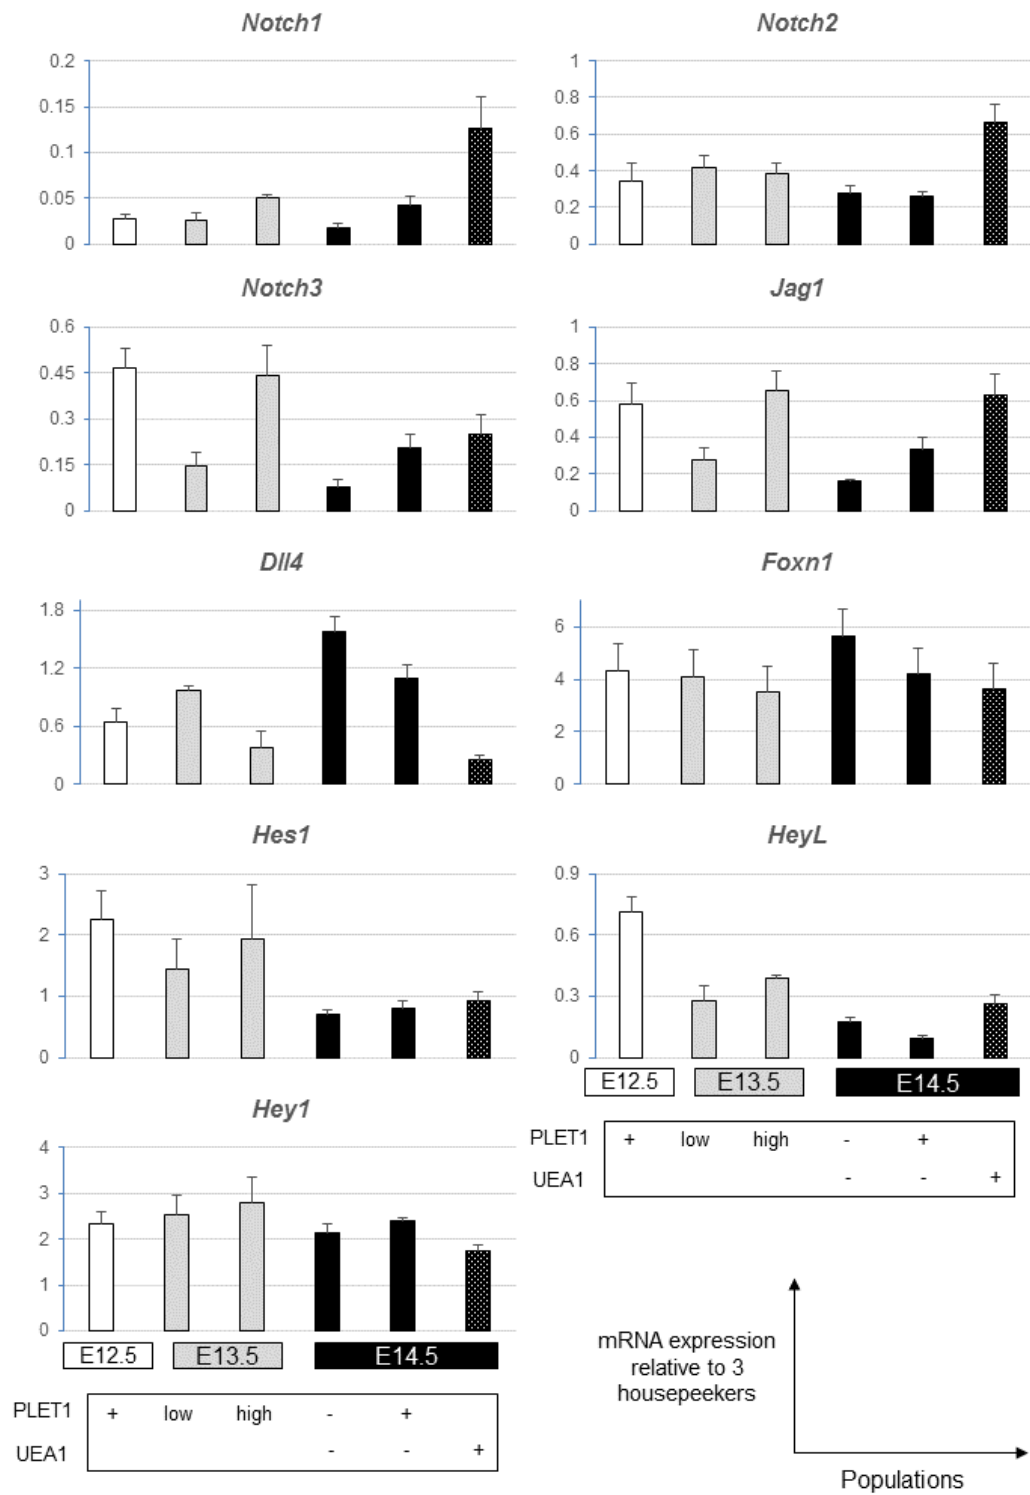 Notch1
0.2
0.15
0.1
0.05
0
Notch2
1
0.8
0.6
0.4
0.2
0
Notch3
0.6
0.45
0.3
0.15
0
Jag1
1
0.8
0.6
0.4
0.2
0
Dll4
1.8
1.2
0.6
0
Foxn1
6
4
2
0
Hes1
3
2
1
0
HeyL
0.9
0.6
0.3
0
E12.5 E13.5 E14.5
PLET1 + low high - +
UEA1 - - +
Hey1
4
3
2
1
0
E12.5 E13.5 E14.5
PLET1 + low high - +
UEA1 - - +
mRNA expression
relative to 3
housepeekers
Populations